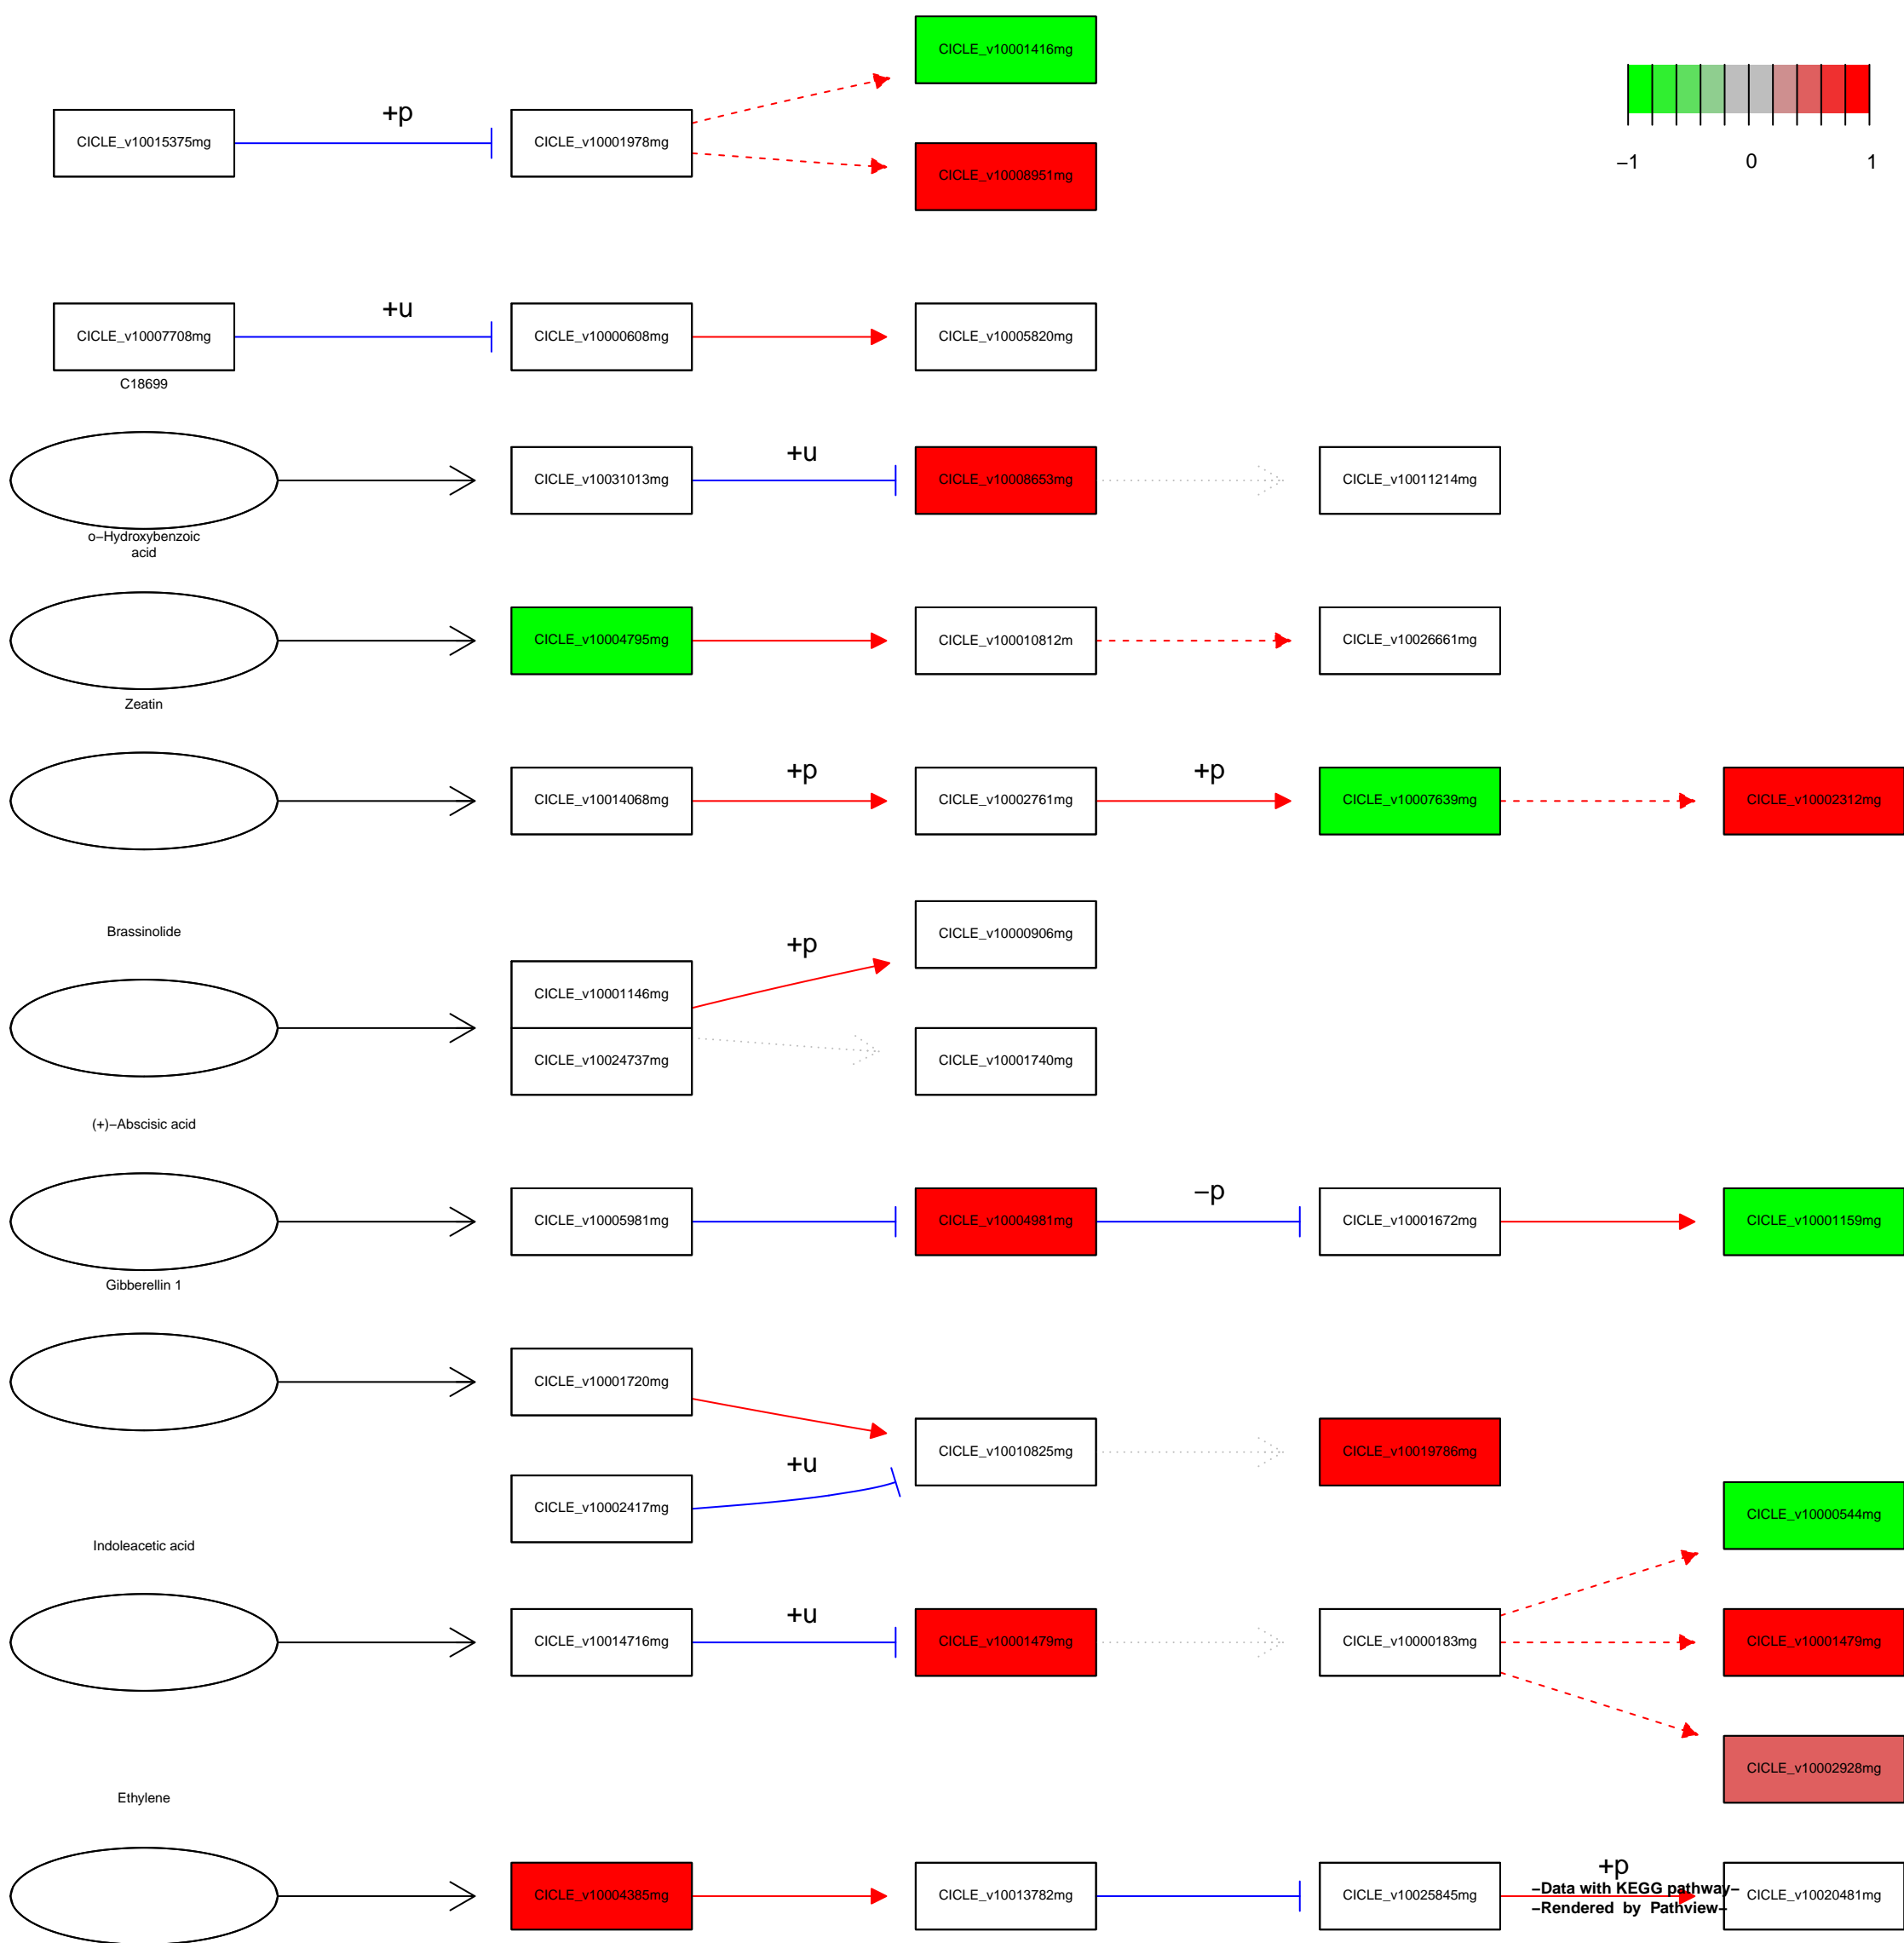 CICLE_v10001416mg
+p
CICLE_v10015375mg
CICLE_v10001978mg
CICLE_v10008951mg
−1 0 1
+u
CICLE_v10007708mg
CICLE_v10000608mg
CICLE_v10005820mg
C18699
+u
CICLE_v10031013mg
CICLE_v10008653mg
CICLE_v10011214mg
o−Hydroxybenzoic
acid
CICLE_v10004795mg
CICLE_v100010812m
CICLE_v10026661mg
Zeatin
+p
+p
CICLE_v10014068mg
CICLE_v10002761mg
CICLE_v10007639mg
CICLE_v10002312mg
Brassinolide
CICLE_v10000906mg
+p
CICLE_v10001146mg
CICLE_v10024737mg
CICLE_v10001740mg
(+)−Abscisic acid
−p
CICLE_v10005981mg
CICLE_v10004981mg
CICLE_v10001672mg
CICLE_v10001159mg
Gibberellin 1
CICLE_v10001720mg
CICLE_v10010825mg
CICLE_v10019786mg
+u
CICLE_v10002417mg
CICLE_v10000544mg
Indoleacetic acid
+u
CICLE_v10014716mg
CICLE_v10001479mg
CICLE_v10000183mg
CICLE_v10001479mg
CICLE_v10002928mg
Ethylene
+p
CICLE_v10004385mg
CICLE_v10013782mg
CICLE_v10025845mg
−Data with KEGG pathway−
−Rendered by Pathview−
CICLE_v10020481mg